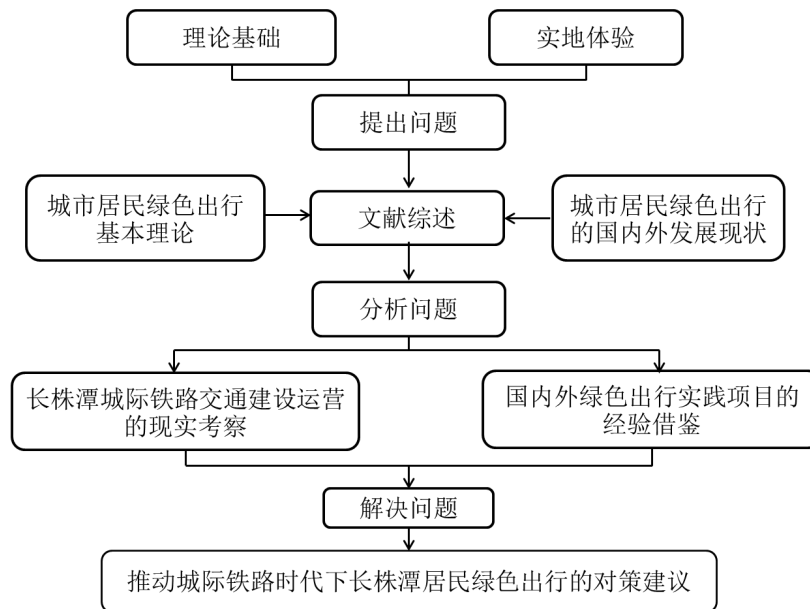 理论基础
实地体验
提出问题
城市居民绿色出行
基本理论
文献综述
城市居民绿色出行
的国内外发展现状
分析问题
长株潭城际铁路交通建设运营
的现实考察
国内外绿色出行实践项目的
经验借鉴
解决问题
推动城际铁路时代下长株潭居民绿色出行的对策建议